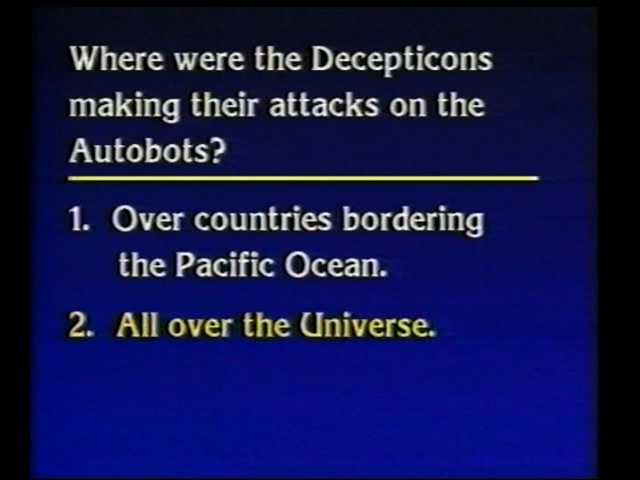 Where were the Decepticons
making their attacks on the
Autobots?
1. Over countries bordering
the Pacific Ocean.
2. All over the Universe.